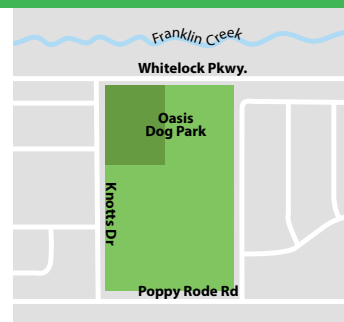 Franklin Creek
Whitelock Pkwy.
Oasis
Dog Park
Knotts Dr
Poppy Rode Rd